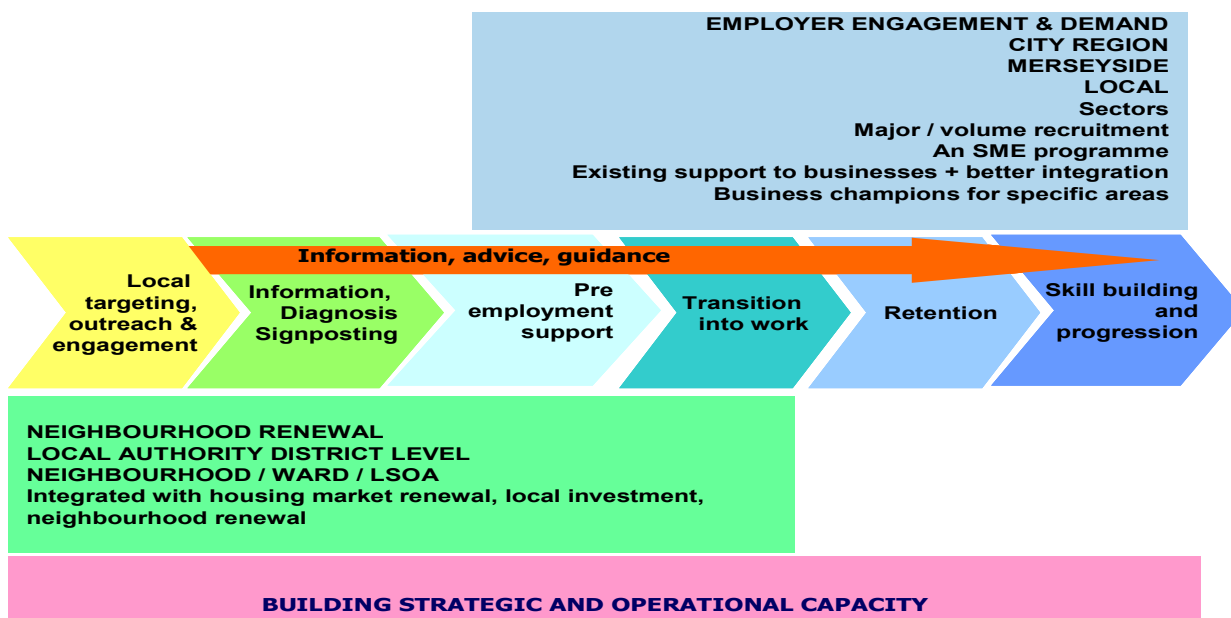 EMPLOYER ENGAGEMENT & DEMAND
CITY REGION
MERSEYSIDE
LOCAL
Sectors
Major / volume recruitment
An SME programme
Existing support to businesses + better integration
Business champions for specific areas
Information, advice, guidance
Local
targeting,
outreach &
engagement
Information,
Diagnosis
Signposting
Pre
employment
support
Transition
into work
Retention
Skill building
and
progression
NEIGHBOURHOOD RENEWAL
LOCAL AUTHORITY DISTRICT LEVEL
NEIGHBOURHOOD / WARD / LSOA
Integrated with housing market renewal, local investment,
neighbourhood renewal
BUILDING STRATEGIC AND OPERATIONAL CAPACITY